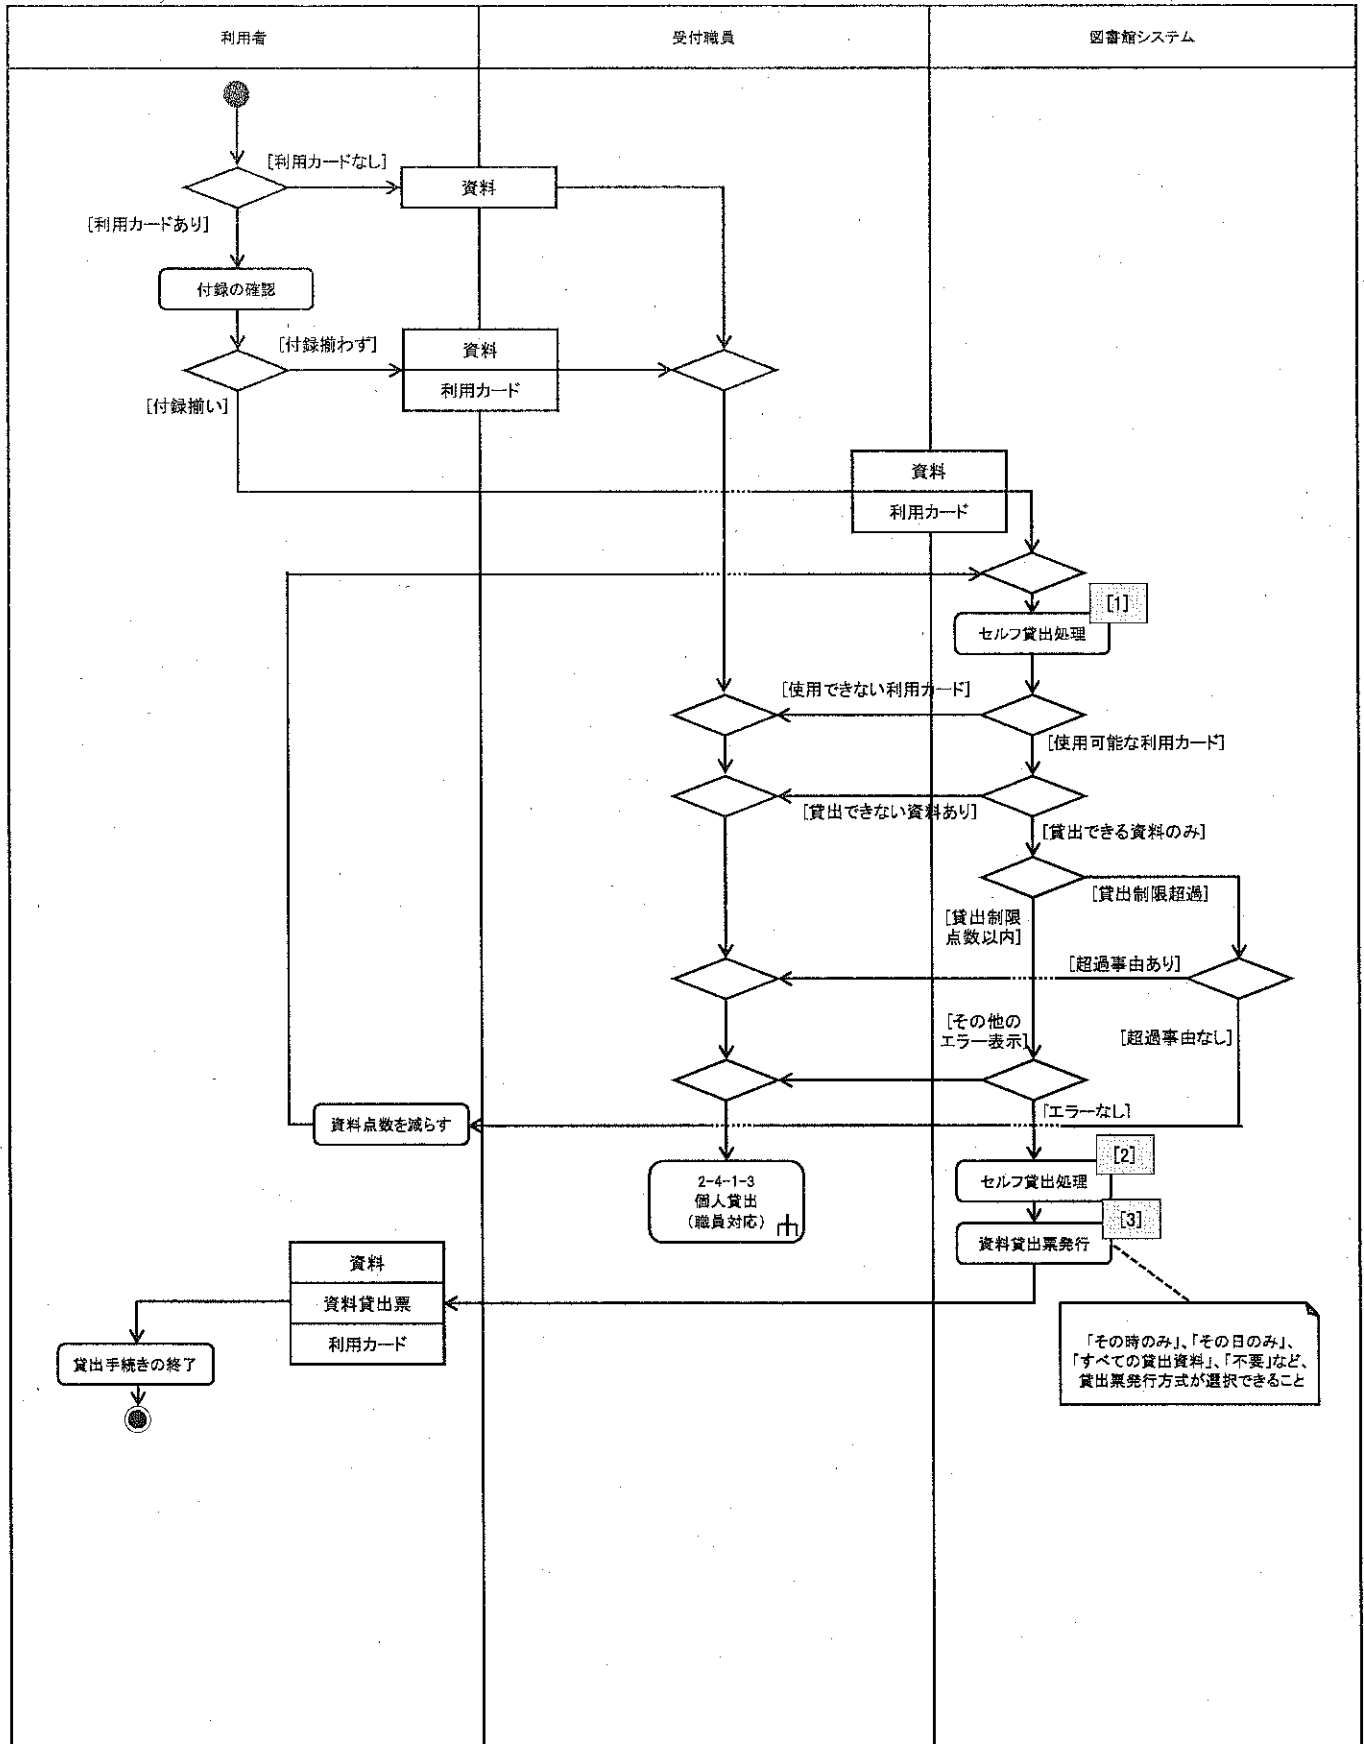 利用者
受付職員
図書館システム
[利用カードなし]
資料
[利用カードあり]
付録の確認
[付録揃わず]
資料
利用カード
[付録揃い]
資料
利用カード
[1]
セルフ貸出処理
[使用できない利用カード]
[使用可能な利用カード]
[貸出できない資料あり]
[貸出できる資料のみ]
[貸出制限超過]
[貸出制限
点数以内]
[超過事由あり]
[その他の
エラー表示]
[超過事由なし]
[エラーなし]
資料点数を減らす
[2]
2-4-1-3
個人貸出
(職員対応)
セルフ貸出処理
[3]
資料貸出票発行
資料
資料貸出票
利用カード
貸出手続きの終了
「その時のみ」、「その日のみ」、
「すべての貸出資料」、「不要」など、
貸出票発行方式が選択できること